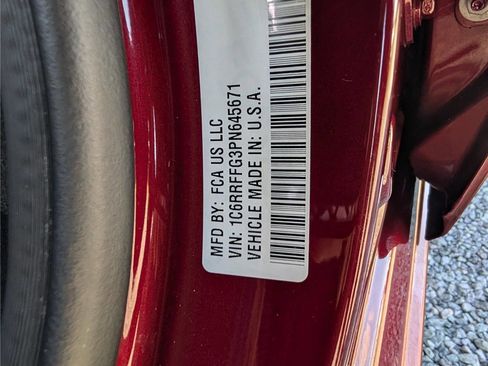 MFD BY: FCA US LLC
VIN: 1C6RRFFG3PN645671
VEHICLE MADE IN: U.S.A.